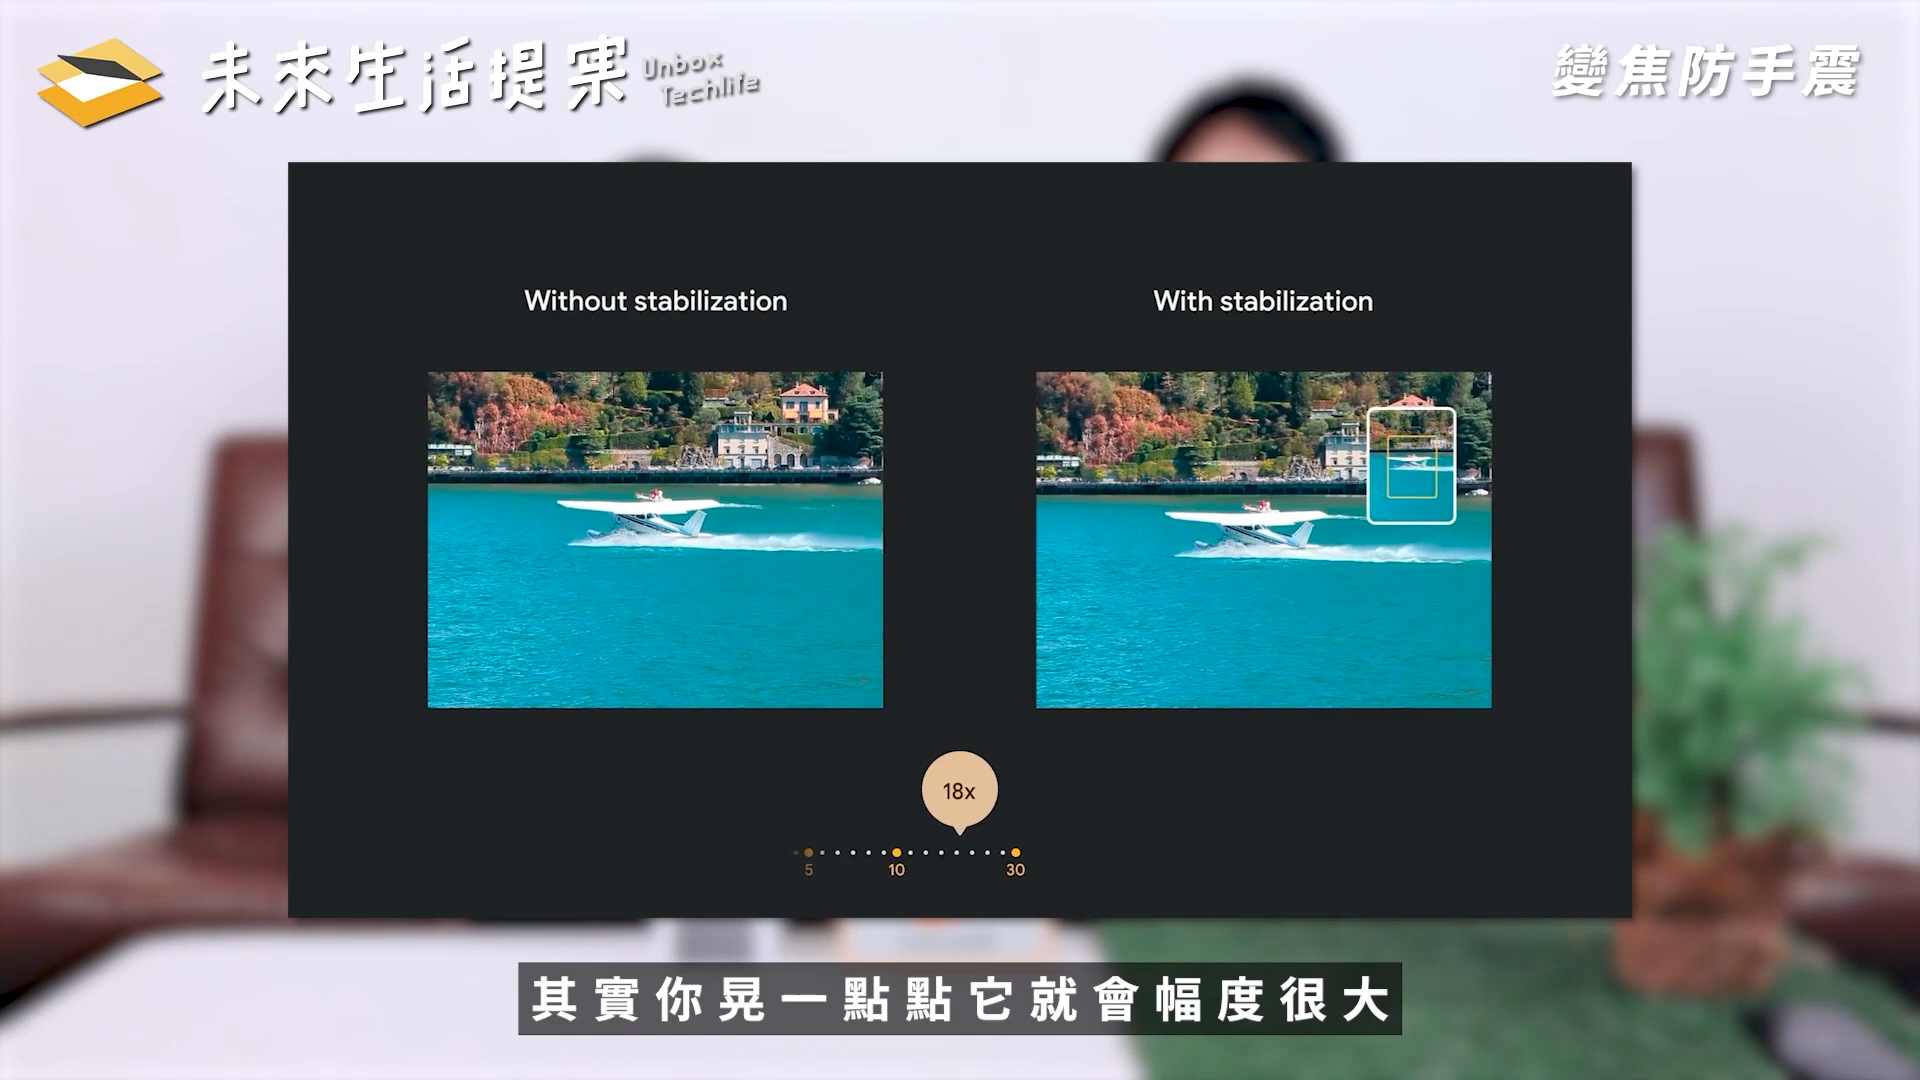 未來生活提案
Unbox
Techlife
變焦防手震
Without stabilization
With stabilization
18x
5
10
30
其實你晃一點點它就會幅度很大